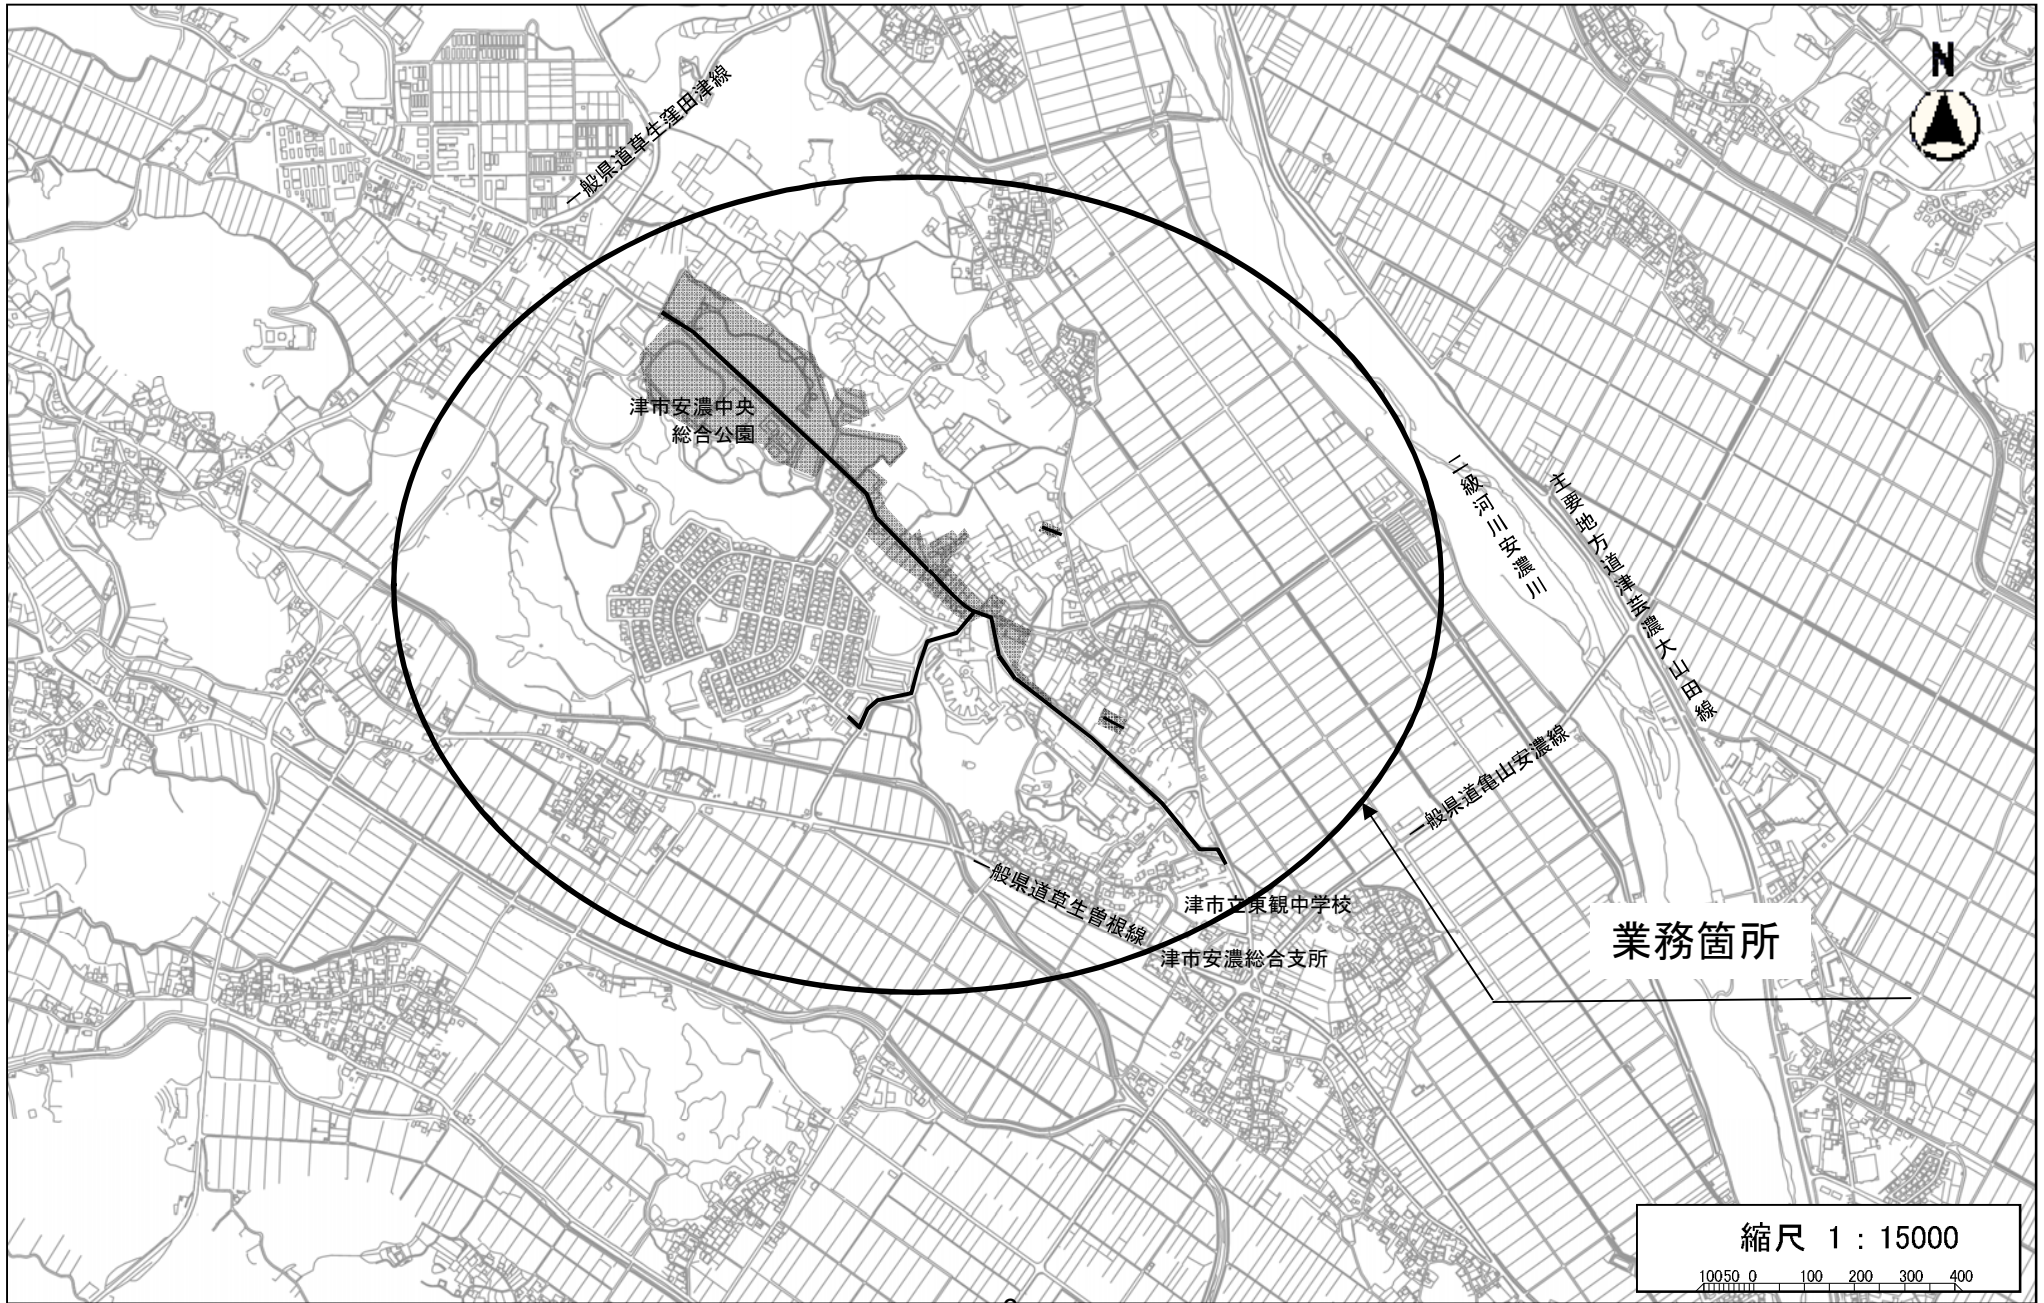 N
一般県道草生窪田津線
津市安濃中央
総合公園
二級河川安濃川
主要地方道津芸濃大山田線
一般県道亀山安濃線
一般県道草生曽根線
津市立東観中学校
津市安濃総合支所
業務箇所
縮尺 1：15000
10050 0 100 200 300 400